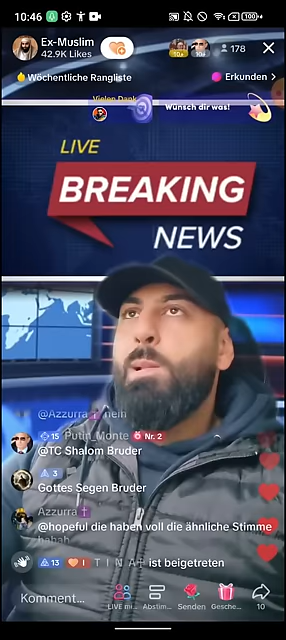 10:46
100
Ex-Muslim
42.9K Likes
178
Wöchentliche Rangliste
Erkunden >
Vielen Dank
Wünsch dir was!
LIVE
BREAKING
NEWS
@Azzurra nein
15 Putin_Monte Nr. 2
@TC Shalom Bruder
3
Gottes Segen Bruder
Azzurra
@hopeful die haben voll die ähnliche Stimme
hahah
13 I T I N A ist beigetreten
Komment...
LIVE mi...
Abstim...
Senden
Gesche...
10